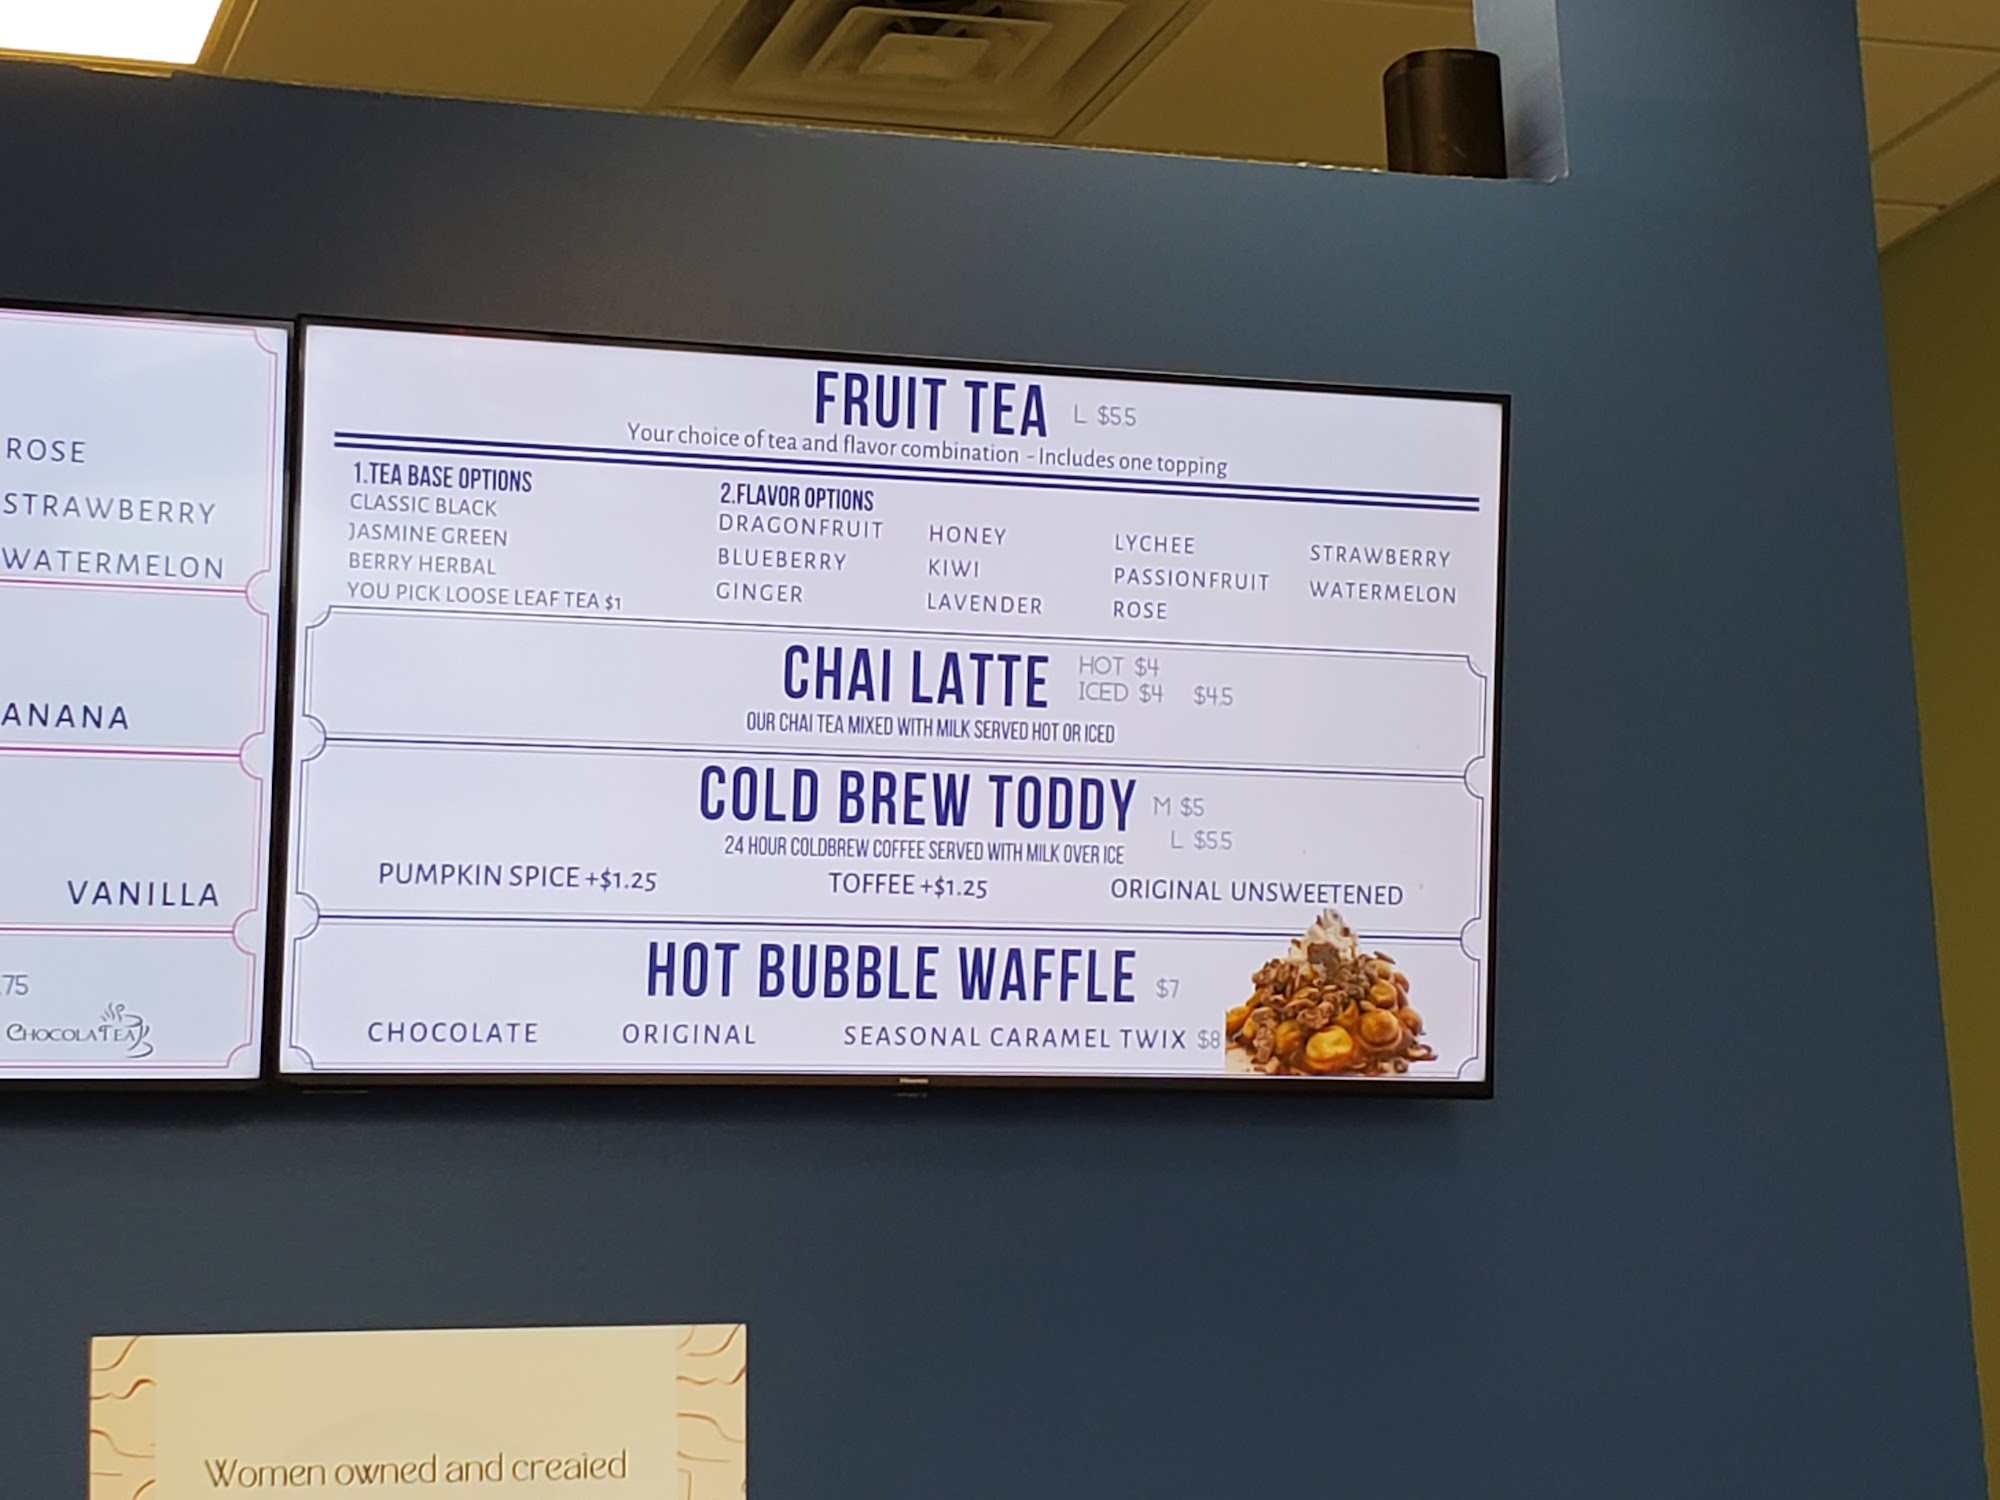 ROSE
STRAWBERRY
WATERMELON
ANANA
VANILLA
.75
CHOCOLATEA
FRUIT TEA L $5.5
Your choice of tea and flavor combination - Includes one topping
1.TEA BASE OPTIONS
CLASSIC BLACK
JASMINE GREEN
BERRY HERBAL
YOU PICK LOOSE LEAF TEA $1
2.FLAVOR OPTIONS
DRAGONFRUIT HONEY LYCHEE STRAWBERRY
BLUEBERRY KIWI PASSIONFRUIT WATERMELON
GINGER LAVENDER ROSE
CHAI LATTE HOT $4
ICED $4 $4.5
OUR CHAI TEA MIXED WITH MILK SERVED HOT OR ICED
COLD BREW TODDY M $5
L $5.5
24 HOUR COLDBREW COFFEE SERVED WITH MILK OVER ICE
PUMPKIN SPICE +$1.25 TOFFEE +$1.25 ORIGINAL UNSWEETENED
HOT BUBBLE WAFFLE $7
CHOCOLATE ORIGINAL SEASONAL CARAMEL TWIX $8
Women owned and created